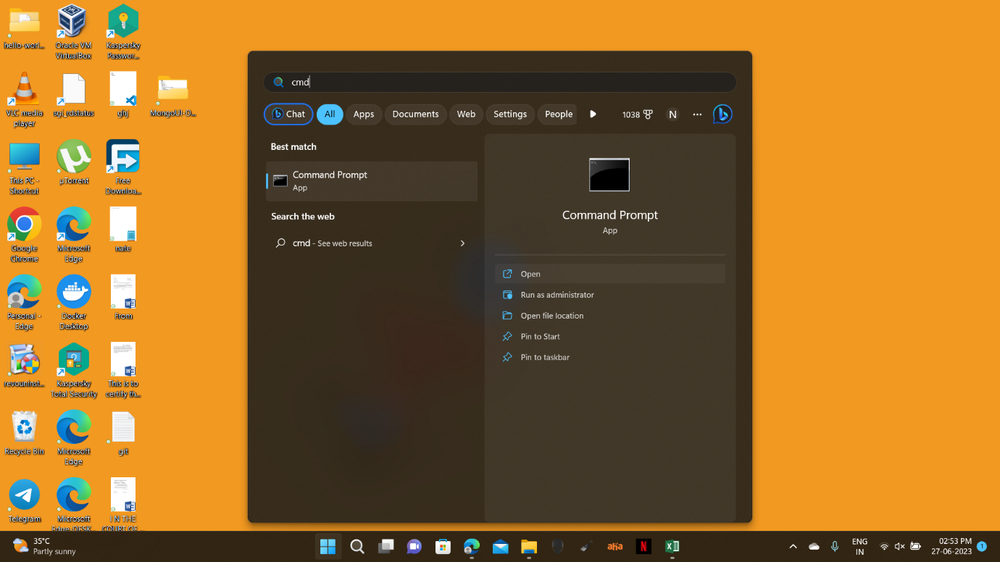 hello-worl...
Oracle VM
VirtualBox
Kaspersky
Passwor...
VLC media
player
sgl_rdstatus
ghj
MongoUI-D...
This PC -
Shortcut
µTorrent
Free
Downloa...
Google
Chrome
Microsoft
Edge
nate
Personal -
Edge
Docker
Desktop
From
revouninst...
Kaspersky
Total Security
This is to
certify th...
Recycle Bin
Microsoft
Edge
git
Telegram
Microsoft
Edge-DESK...
I N THE
COURT OF ...
cmd
Chat
All
Apps
Documents
Web
Settings
People
1038
N
Best match
Command Prompt
App
Search the web
cmd - See web results
Command Prompt
App
Open
Run as administrator
Open file location
Pin to Start
Pin to taskbar
35°C
Partly sunny
aha
N
ENG
IN
02:53 PM
27-06-2023
1